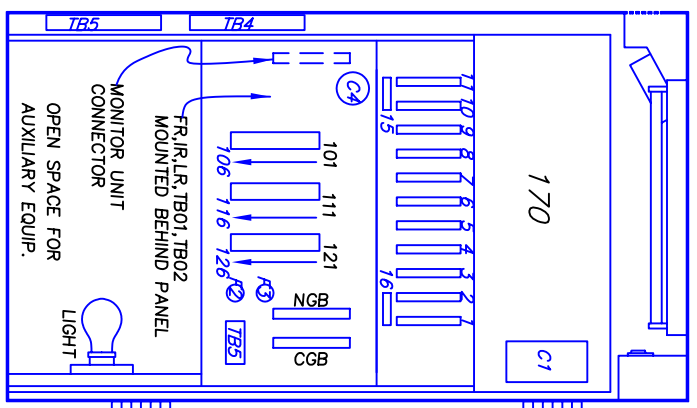 TB5
TB4
MONITOR UNIT
CONNECTOR
OPEN SPACE FOR
AUXILIARY EQUIP.
FR,IR,LR,TB01,TB02
MOUNTED BEHIND PANEL
LIGHT
C4
101
106
111
116
121
126
P2
P3
NGB
TB5
CGB
11
10
9
8
7
6
5
4
3
2
1
15
16
170
C1